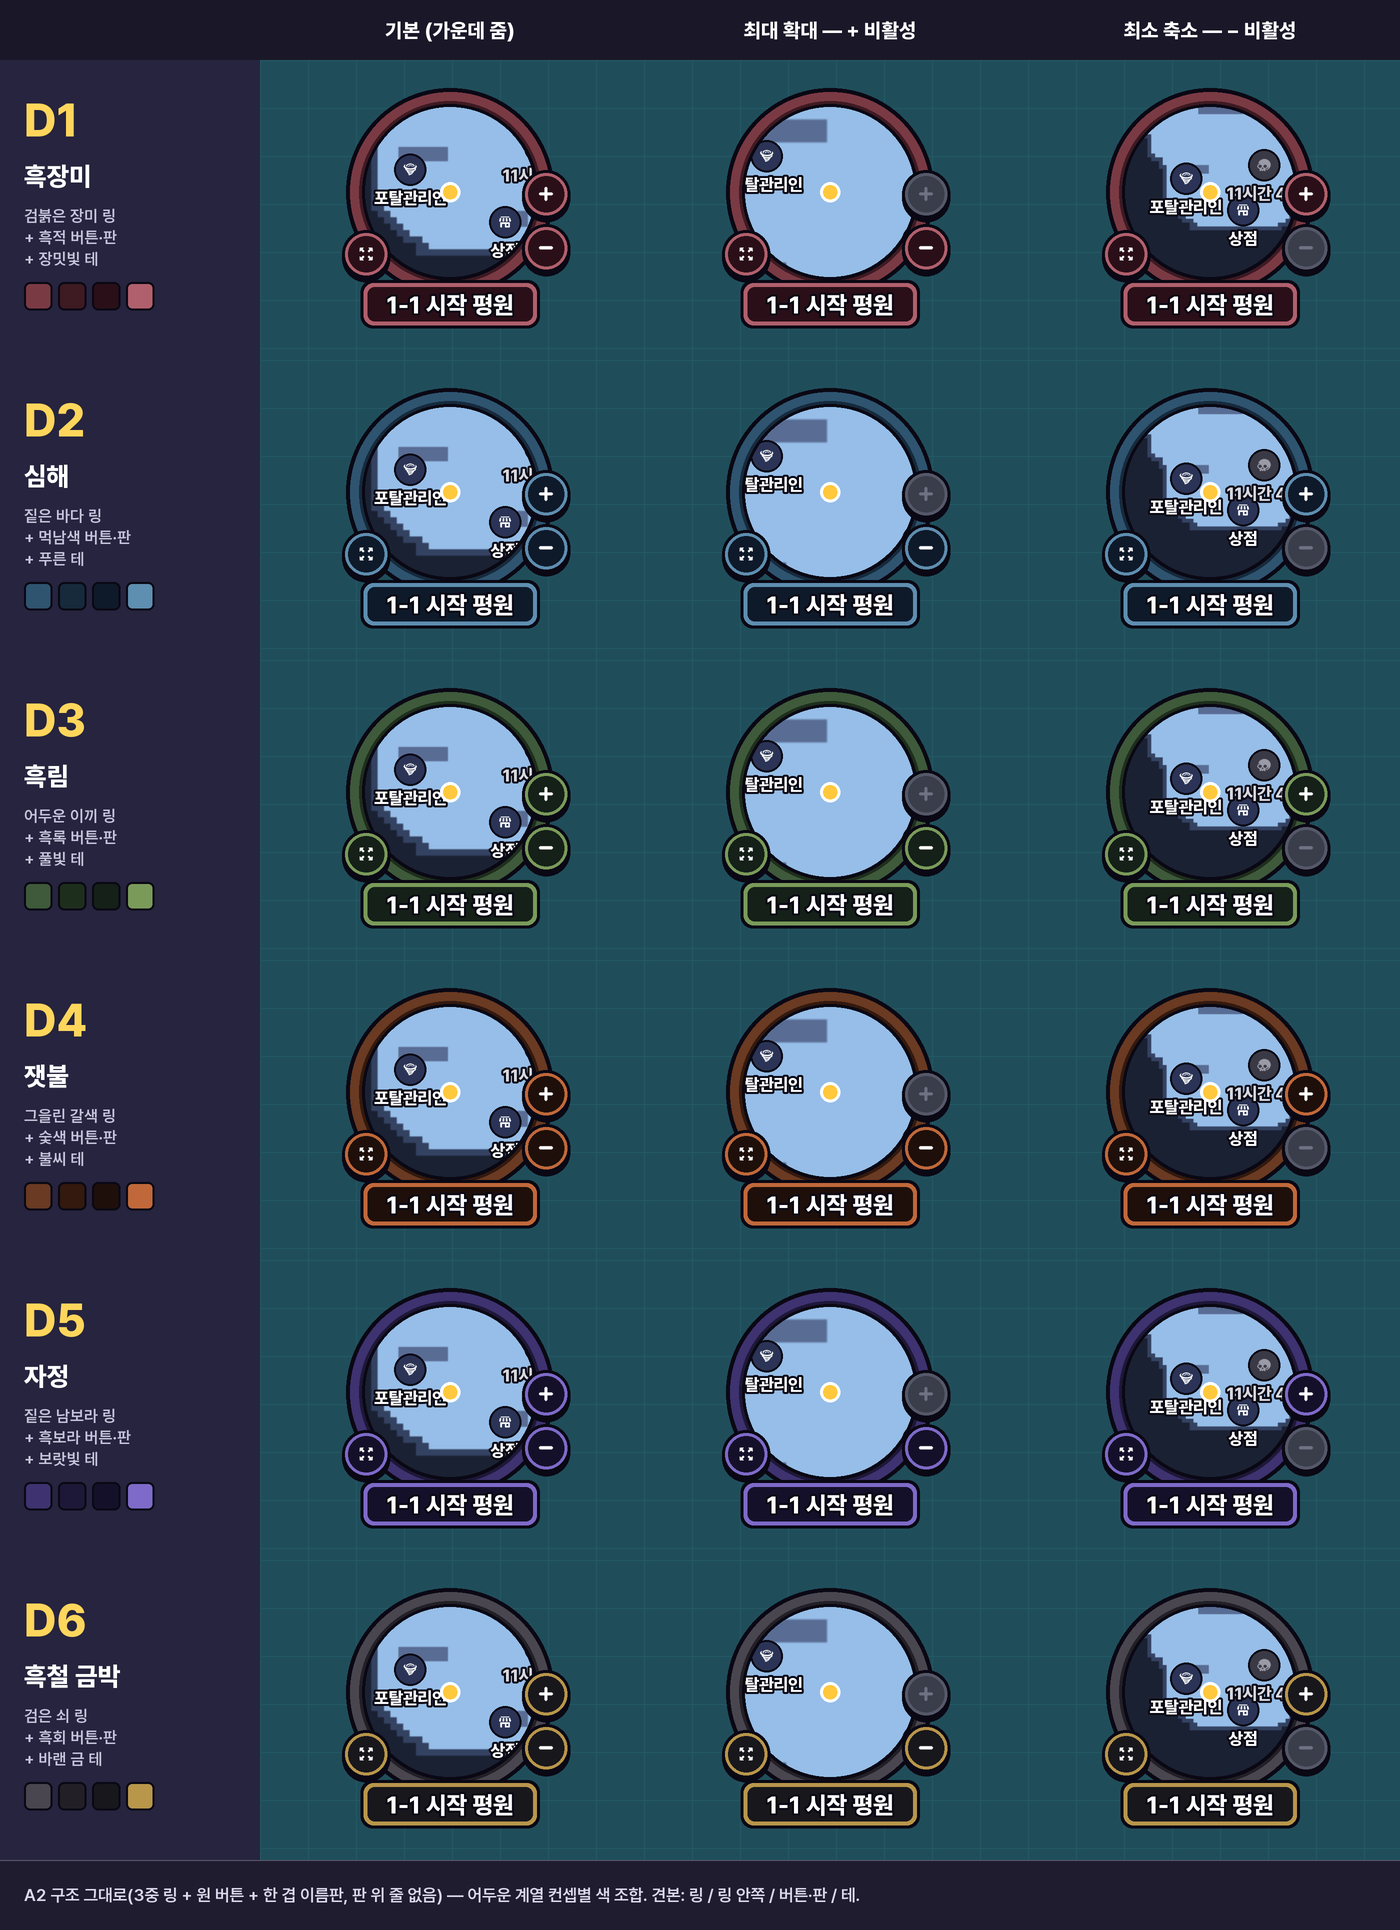 기본 (가운데 줌)
최대 확대 — + 비활성
최소 축소 — – 비활성
D1
흑장미
검붉은 장미 링
+ 흑적 버튼·판
+ 장밋빛 테
포탈관리인
11시
상점
1-1 시작 평원
탈관리인
1-1 시작 평원
포탈관리인
11시간 4
상점
1-1 시작 평원
D2
심해
짙은 바다 링
+ 먹남색 버튼·판
+ 푸른 테
포탈관리인
11시
상점
1-1 시작 평원
탈관리인
1-1 시작 평원
포탈관리인
11시간 4
상점
1-1 시작 평원
D3
흑림
어두운 이끼 링
+ 흑록 버튼·판
+ 풀빛 테
포탈관리인
11시
상점
1-1 시작 평원
탈관리인
1-1 시작 평원
포탈관리인
11시간 4
상점
1-1 시작 평원
D4
잿불
그을린 갈색 링
+ 숯색 버튼·판
+ 불씨 테
포탈관리인
11시
상점
1-1 시작 평원
탈관리인
1-1 시작 평원
포탈관리인
11시간 4
상점
1-1 시작 평원
D5
자정
짙은 남보라 링
+ 흑보라 버튼·판
+ 보랏빛 테
포탈관리인
11시
상점
1-1 시작 평원
탈관리인
1-1 시작 평원
포탈관리인
11시간 4
상점
1-1 시작 평원
D6
흑철 금박
검은 쇠 링
+ 흑회 버튼·판
+ 바랜 금 테
포탈관리인
11시
상점
1-1 시작 평원
탈관리인
1-1 시작 평원
포탈관리인
11시간 4
상점
1-1 시작 평원
A2 구조 그대로(3중 링 + 원 버튼 + 한 겹 이름판, 판 위 줄 없음) — 어두운 계열 컨셉별 색 조합. 견본: 링 / 링 안쪽 / 버튼·판 / 테.